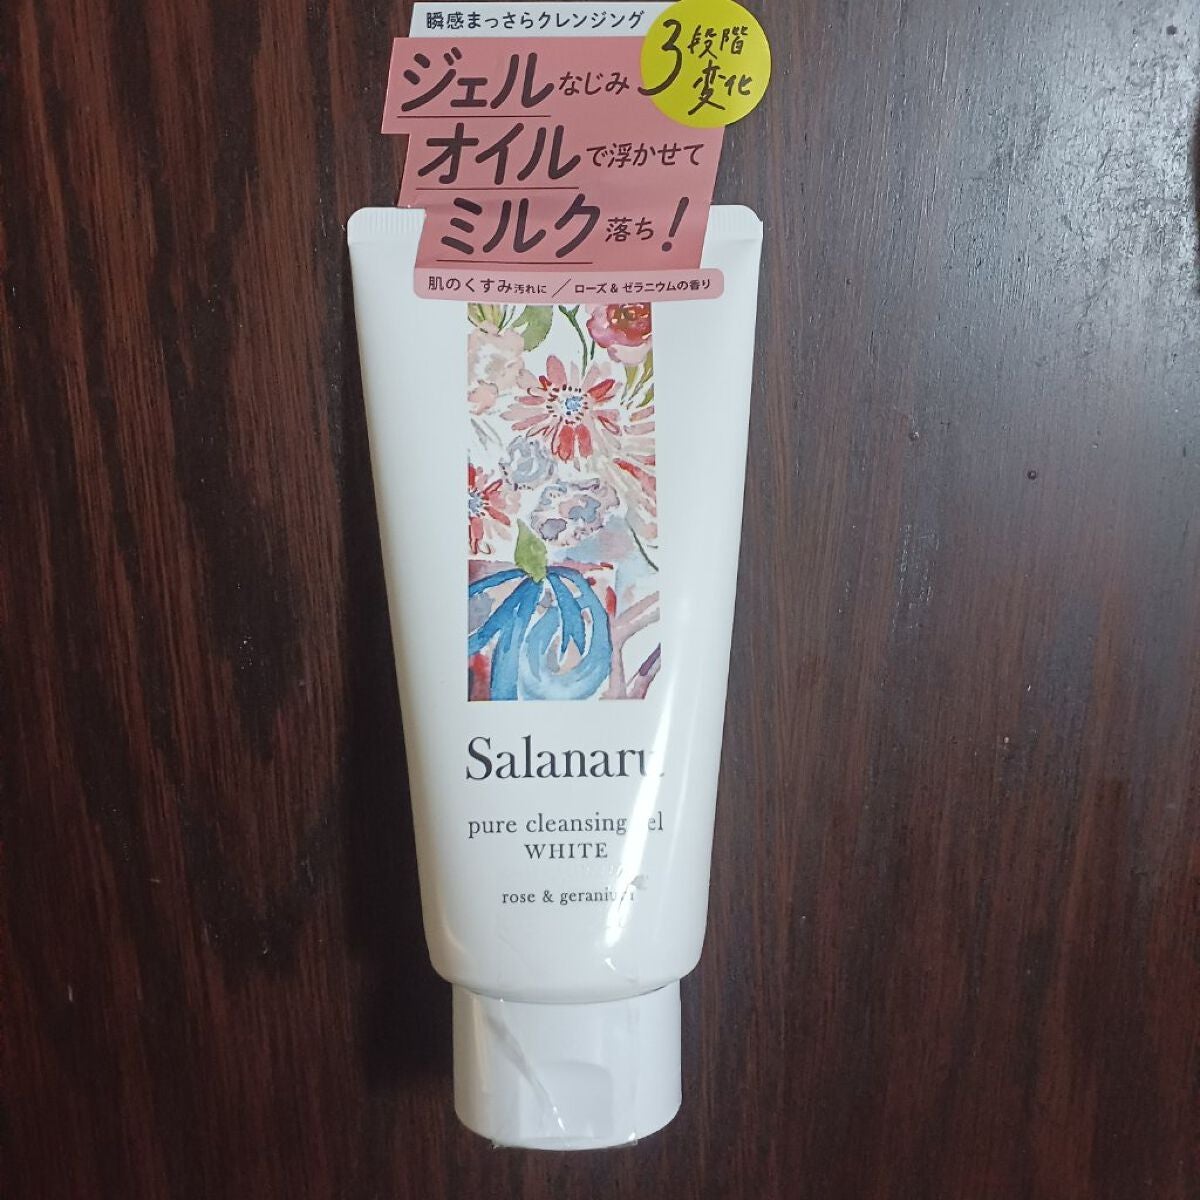 瞬感まっさらクレンジング
3段階
変化
ジェルなじみ
オイルで浮かせて
ミルク落ち!
肌のくすみ汚れに／ローズ&ゼラニウムの香り
Salanaru
pure cleansing gel
WHITE
rose & geranium